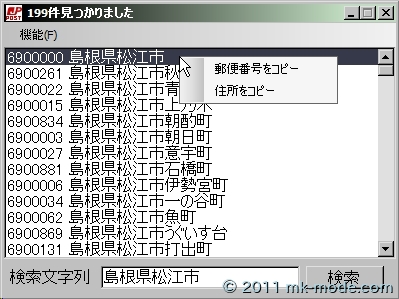 POST
199件見つかりました
機能(F)
6900000 島根県松江市
6900261 島根県松江市秋
6900022 島根県松江市青
6900015 島根県松江市上乃木
6900834 島根県松江市朝酌町
6900003 島根県松江市朝日町
6900027 島根県松江市意宇町
6900881 島根県松江市石橋町
6900006 島根県松江市伊勢宮町
6900034 島根県松江市一の谷町
6900062 島根県松江市魚町
6900869 島根県松江市うぐいす台
6900131 島根県松江市打出町
郵便番号をコピー
住所をコピー
検索文字列
島根県松江市
検索
© 2011 mk-mode.com